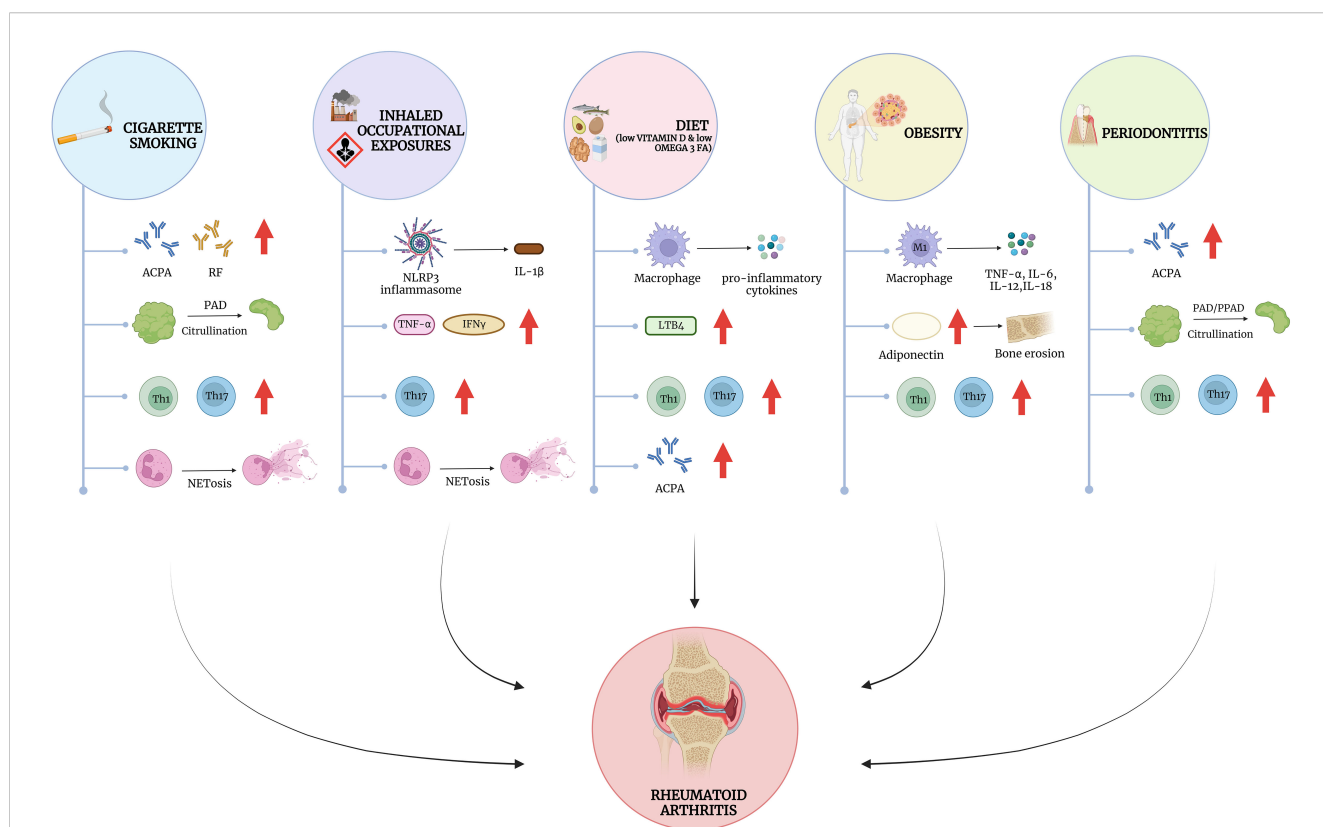 CIGARETTE
SMOKING
ACPA
RF
PAD
Citrullination
Th1
Th17
NETosis
INHALED
OCCUPATIONAL
EXPOSURES
NLRP3
inflammasome
IL-1β
TNF-α
IFNγ
Th17
NETosis
DIET
(low VITAMIN D & low
OMEGA 3 FA)
Macrophage
pro-inflammatory
cytokines
LTB4
Th1
Th17
ACPA
OBESITY
M1
Macrophage
TNF-α, IL-6,
IL-12,IL-18
Adiponectin
Bone erosion
Th1
Th17
PERIODONTITIS
ACPA
PAD/PPAD
Citrullination
Th1
Th17
RHEUMATOID
ARTHRITIS